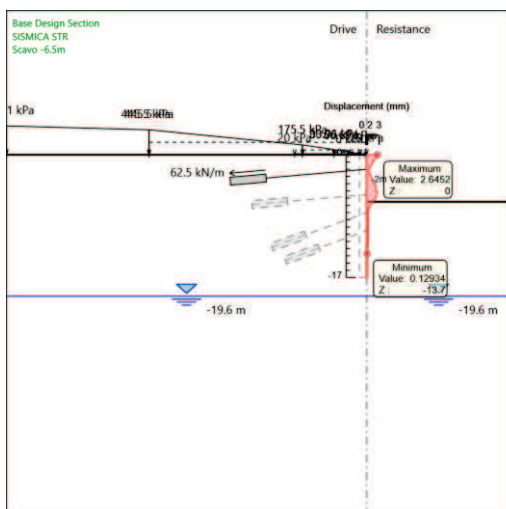 Base Design Section
SISMICA STR
Scavo -6.5m
Drive
Resistance
Displacement (mm)
0 2 3
1 kPa
175.5 kPa
20 kPa
62.5 kN/m
-2m
Maximum
Value: 2.6452
Z 0
-17
Minimum
Value: 0.12934
Z : -13.7
-19.6 m
-19.6 m